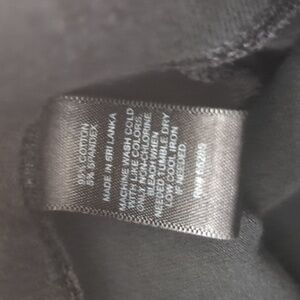 95% COTTON
5% SPANDEX
MADE IN SRI LANKA
MACHINE WASH COLD
WITH LIKE COLORS
ONLY NON-CHLORINE
BLEACH WHEN
NEEDED TUMBLE DRY
LOW COOL IRON
IF NEEDED
RN#